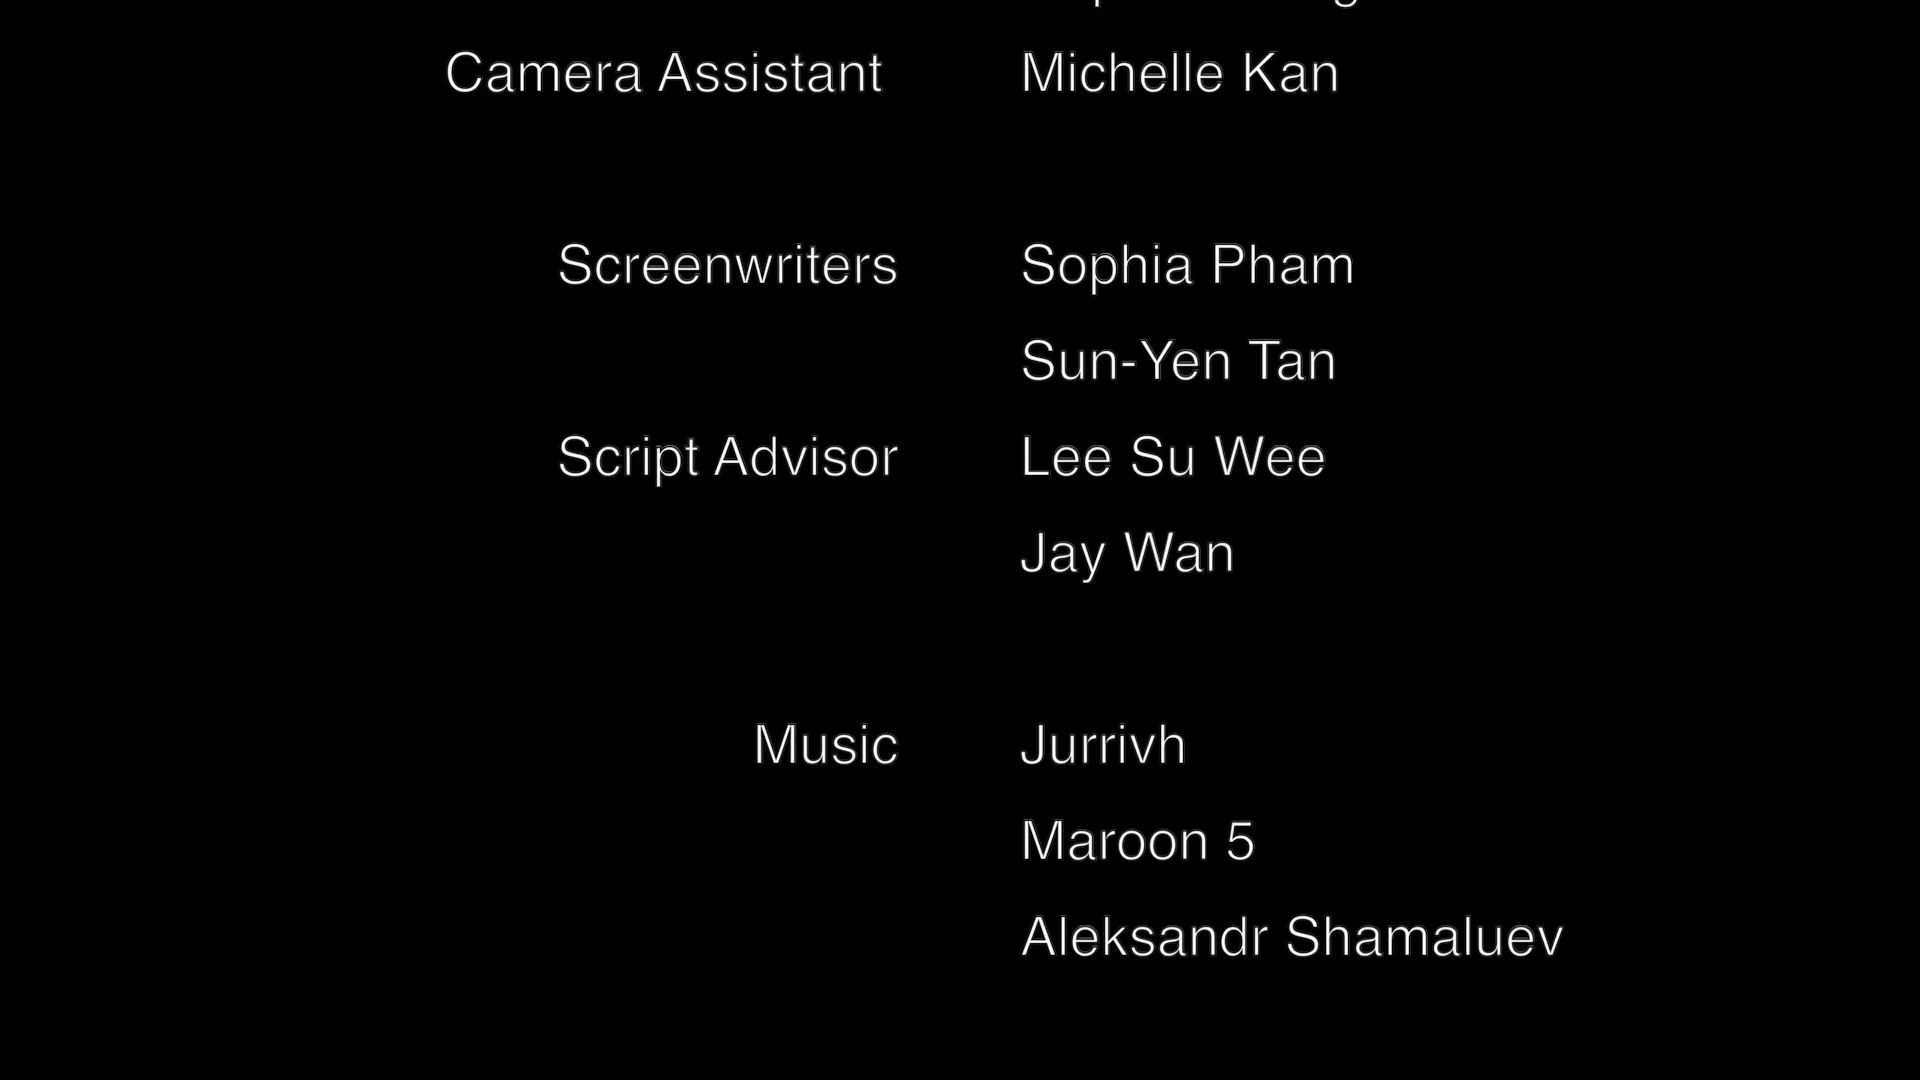 Camera Assistant Michelle Kan
Screenwriters Sophia Pham
Sun-Yen Tan
Script Advisor Lee Su Wee
Jay Wan
Music Jurrivh
Maroon 5
Aleksandr Shamaluev